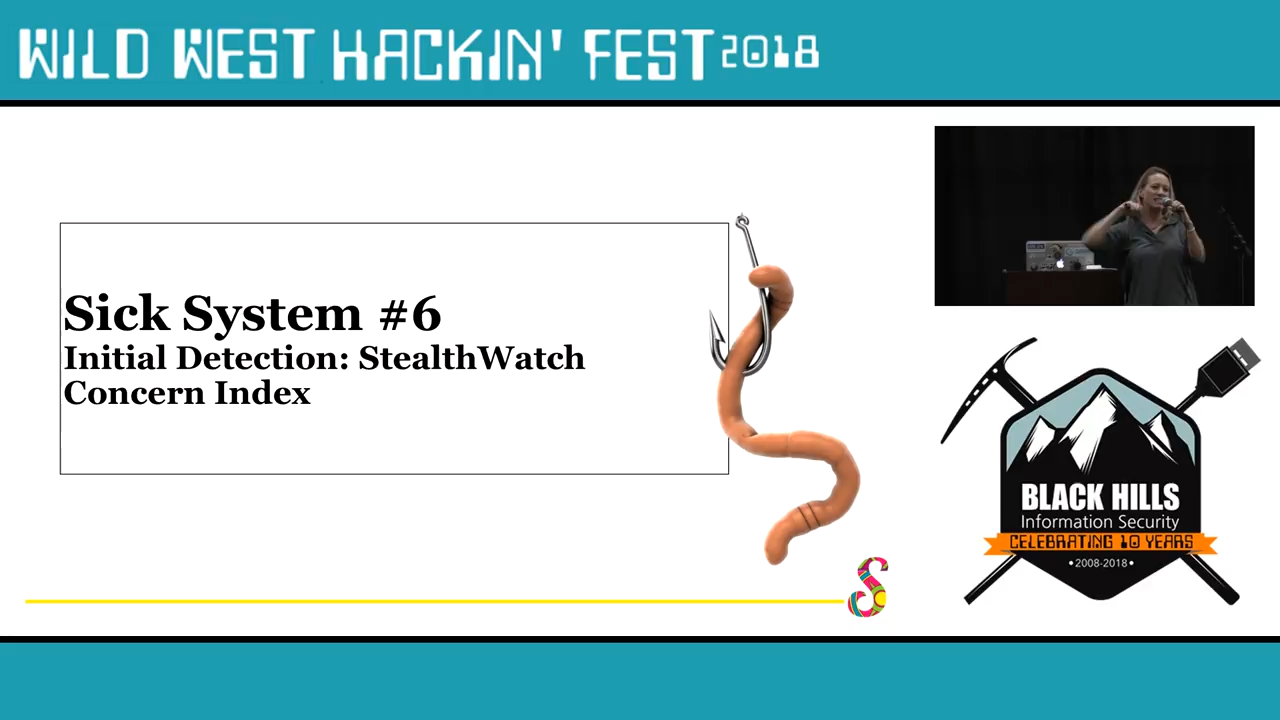 WILD WEST HACKIN' FEST 2018
Sick System #6
Initial Detection: StealthWatch
Concern Index
S
BLACK HILLS
Information Security
CELEBRATING 10 YEARS
•2008-2018•